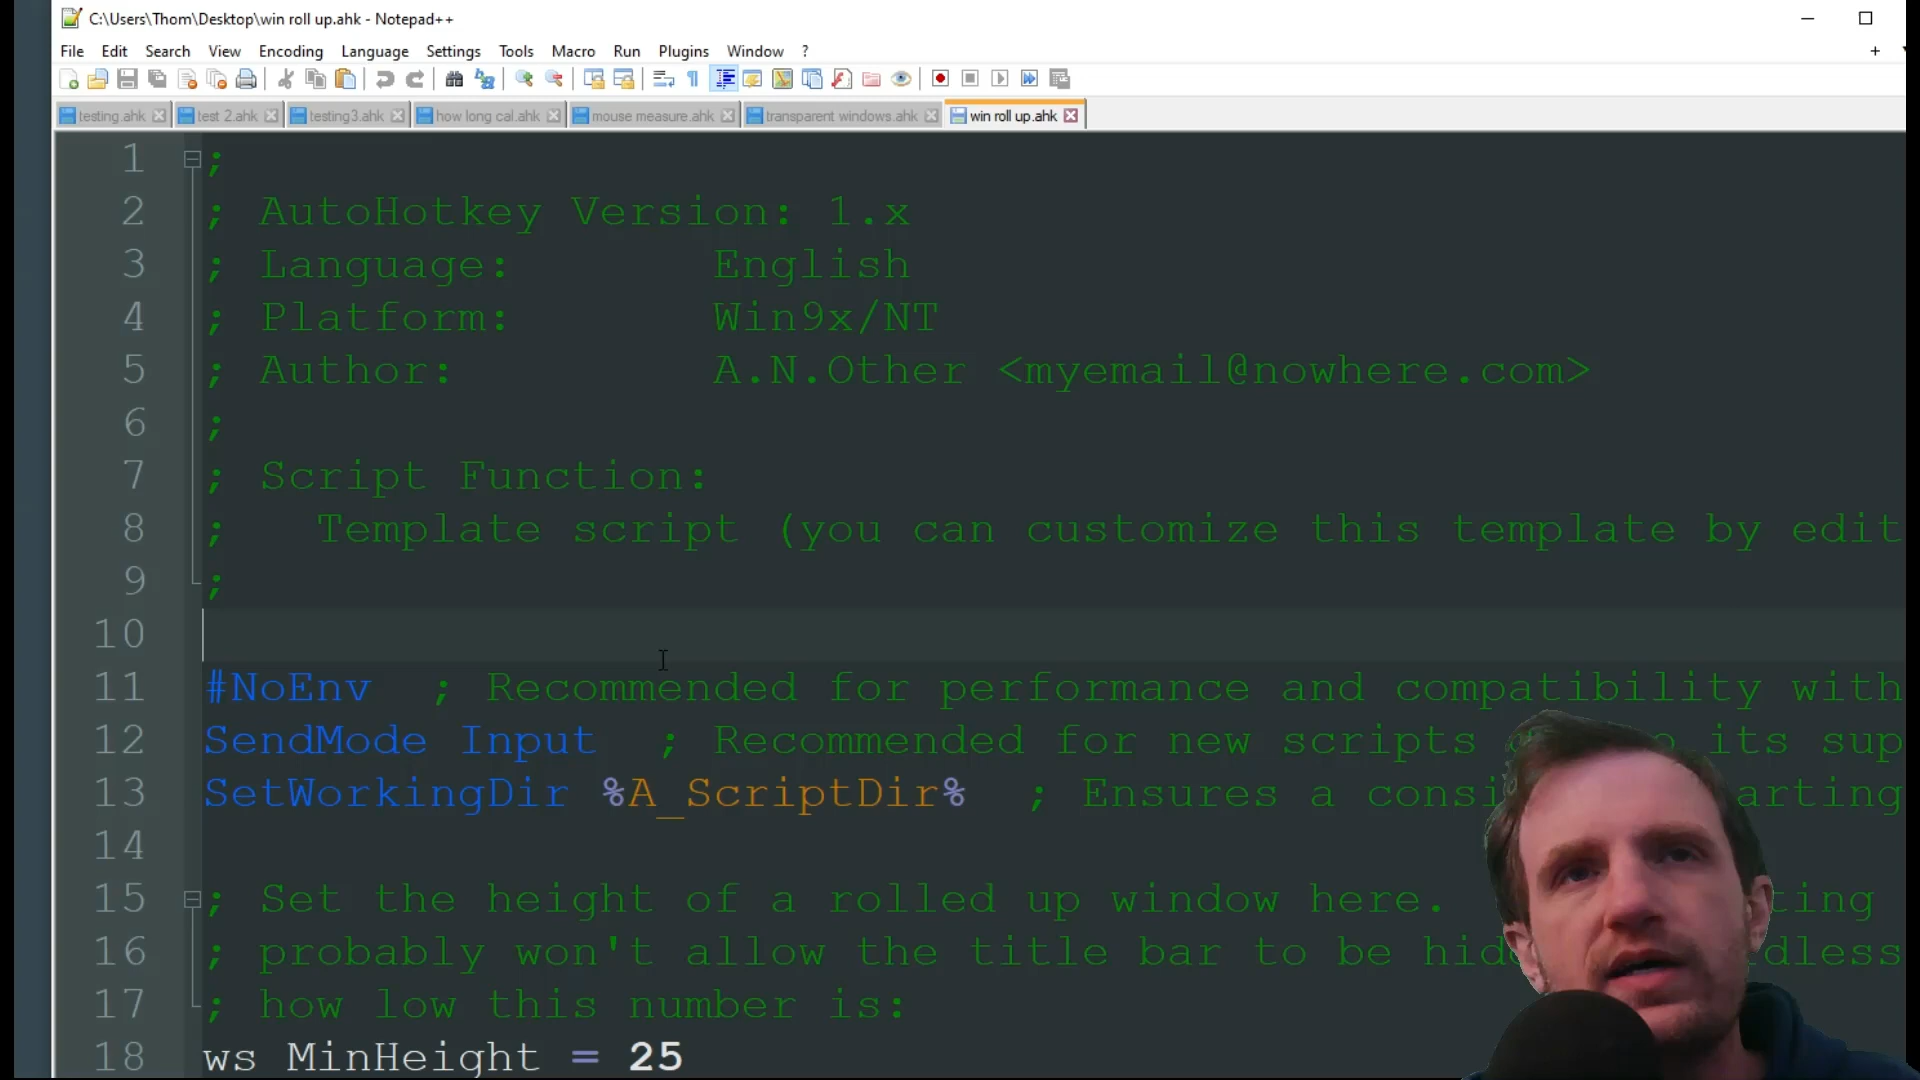 C:\Users\Thom\Desktop\win roll up.ahk - Notepad++
File Edit Search View Encoding Language Settings Tools Macro Run Plugins Window ?
testing.ahk test 2.ahk testing3.ahk how long cal.ahk mouse measure.ahk transparent windows.ahk win roll up.ahk
1 ;
2 ; AutoHotkey Version: 1.x
3 ; Language: English
4 ; Platform: Win9x/NT
5 ; Author: A.N.Other <myemail@nowhere.com>
6 ;
7 ; Script Function:
8 ; Template script (you can customize this template by edit
9 ;
10
11 #NoEnv ; Recommended for performance and compatibility with
12 SendMode Input ; Recommended for new scripts its sup
13 SetWorkingDir %A_ScriptDir% ; Ensures a consi arting
14
15 ; Set the height of a rolled up window here. ting
16 ; probably won't allow the title bar to be hid dless
17 ; how low this number is:
18 ws MinHeight = 25